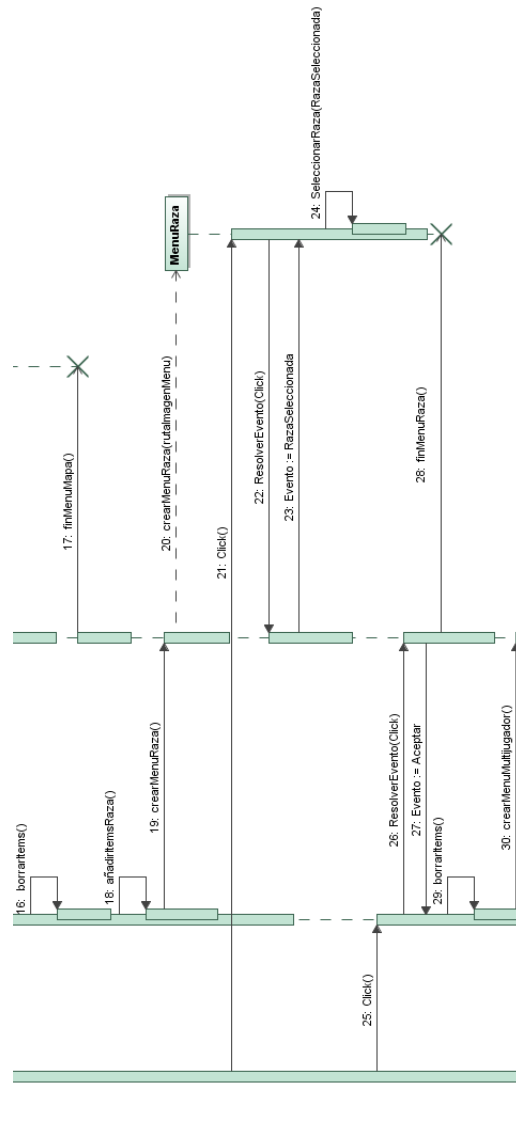 16: borrarItems()
17: finMenuMapa()
18: añadirItemsRaza()
19: crearMenuRaza()
20: crearMenuRaza(rutaImagenMenu)
MenuRaza
21: Click()
22: ResolverEvento(Click)
23: Evento := RazaSeleccionada
24: SeleccionarRaza(RazaSeleccionada)
25: Click()
26: ResolverEvento(Click)
27: Evento := Aceptar
28: finMenuRaza()
29: borrarItems()
30: crearMenuMultijugador()